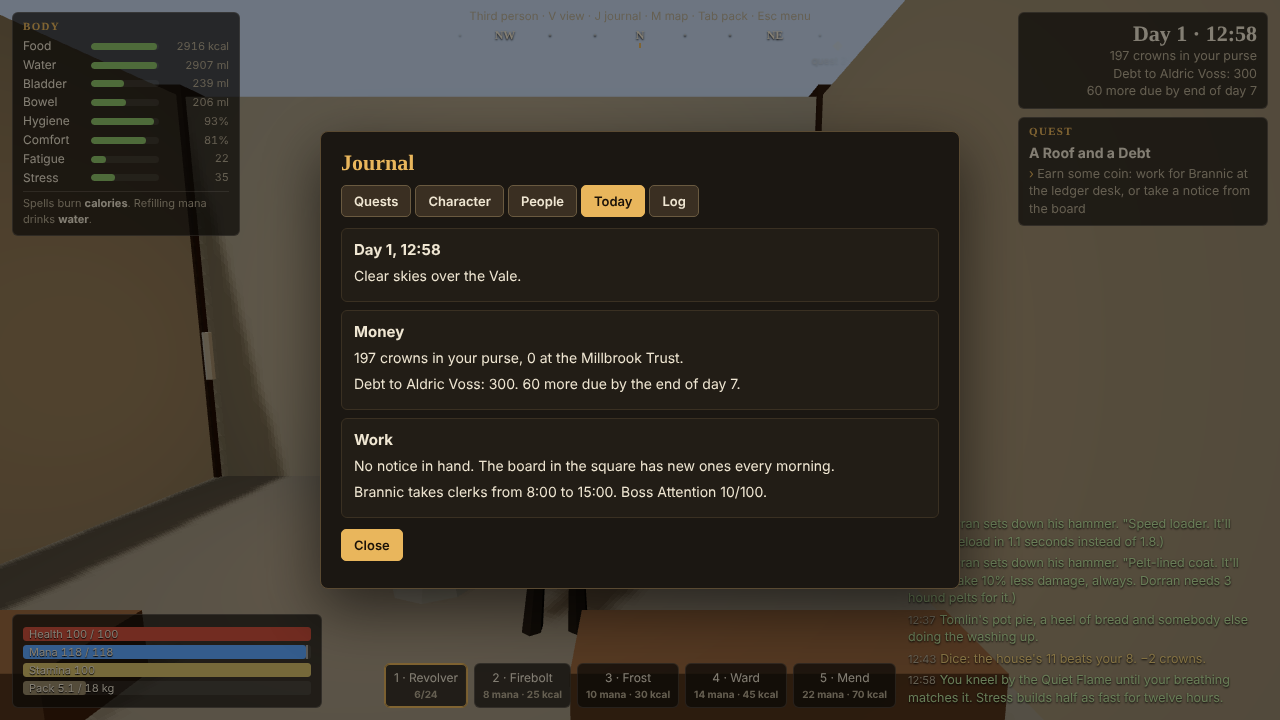 BODY
Food 2916 kcal
Water 2907 ml
Bladder 239 ml
Bowel 206 ml
Hygiene 93%
Comfort 81%
Fatigue 22
Stress 35
Spells burn calories. Refilling mana
drinks water.
Third person · V view · J journal · M map · Tab pack · Esc menu
NW N NE
Day 1 · 12:58
197 crowns in your purse
Debt to Aldric Voss: 300
60 more due by end of day 7
QUEST
A Roof and a Debt
› Earn some coin: work for Brannic at
the ledger desk, or take a notice from
the board
Journal
Quests Character People Today Log
Day 1, 12:58
Clear skies over the Vale.
Money
197 crowns in your purse, 0 at the Millbrook Trust.
Debt to Aldric Voss: 300. 60 more due by the end of day 7.
Work
No notice in hand. The board in the square has new ones every morning.
Brannic takes clerks from 8:00 to 15:00. Boss Attention 10/100.
Close
sets down his hammer. "Speed loader. It'll
in 1.1 seconds instead of 1.8.)
sets down his hammer. "Pelt-lined coat. It'll
10% less damage, always. Dorran needs 3
hound pelts for it.)
12:37 Tomlin's pot pie, a heel of bread and somebody else
doing the washing up.
12:43 Dice: the house's 11 beats your 8. −2 crowns.
12:58 You kneel by the Quiet Flame until your breathing
matches it. Stress builds half as fast for twelve hours.
Health 100 / 100
Mana 118 / 118
Stamina 100
Pack 5.1 / 18 kg
1 · Revolver
6/24
2 · Firebolt
8 mana · 25 kcal
3 · Frost
10 mana · 30 kcal
4 · Ward
14 mana · 45 kcal
5 · Mend
22 mana · 70 kcal